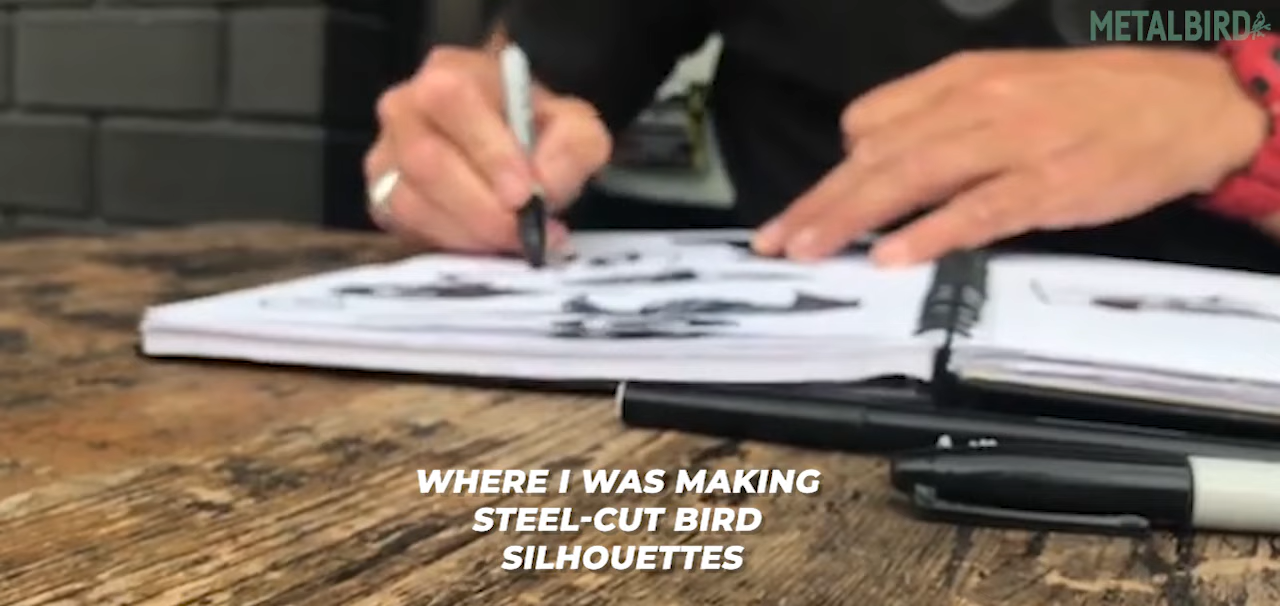 METALBIRD
WHERE I WAS MAKING
STEEL-CUT BIRD
SILHOUETTES